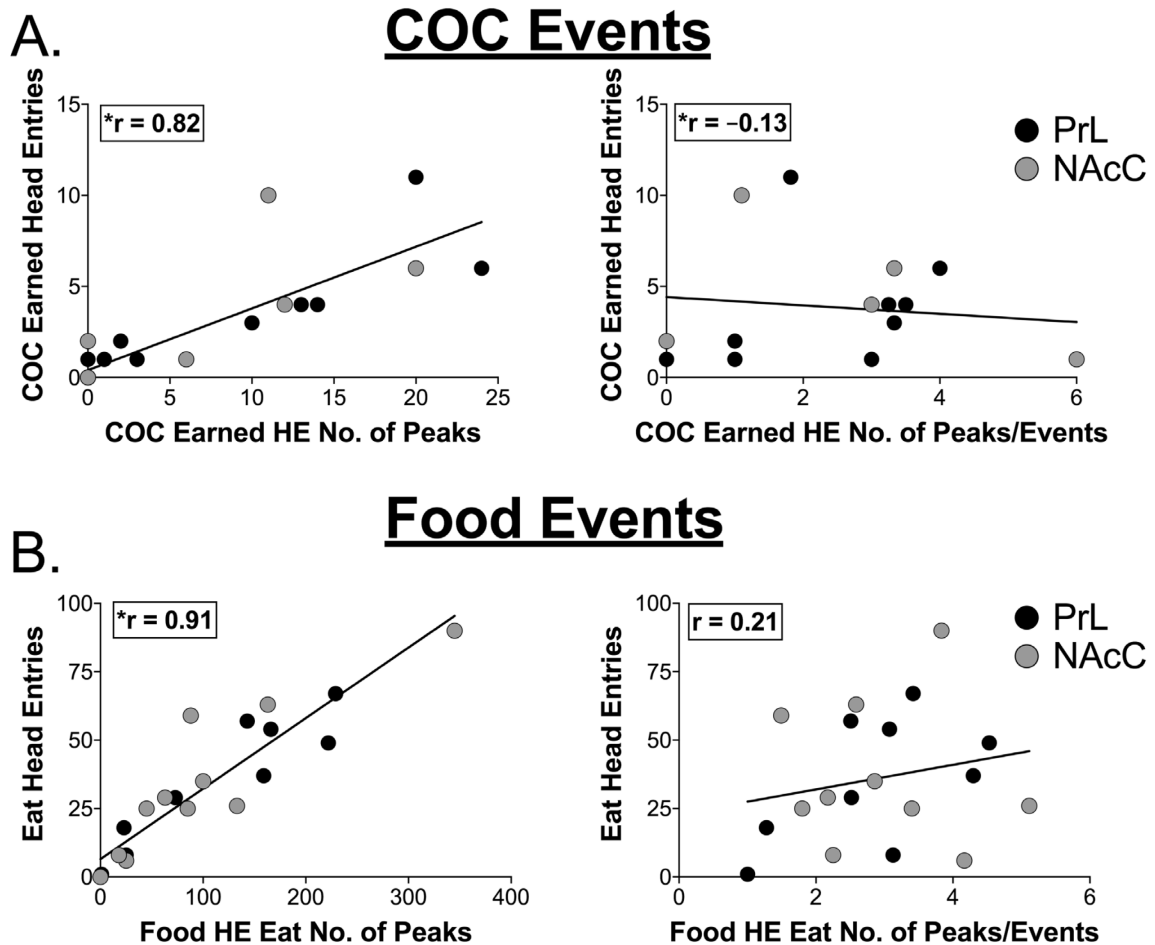 A.
COC Events
COC Earned Head Entries
15
10
5
0
*r = 0.82
0 5 10 15 20 25
COC Earned HE No. of Peaks
COC Earned Head Entries
15
10
5
0
*r = –0.13
0 2 4 6
COC Earned HE No. of Peaks/Events
PrL
NAcC
B.
Food Events
Eat Head Entries
100
75
50
25
0
*r = 0.91
0 100 200 300 400
Food HE Eat No. of Peaks
Eat Head Entries
100
75
50
25
0
r = 0.21
0 2 4 6
Food HE Eat No. of Peaks/Events
PrL
NAcC